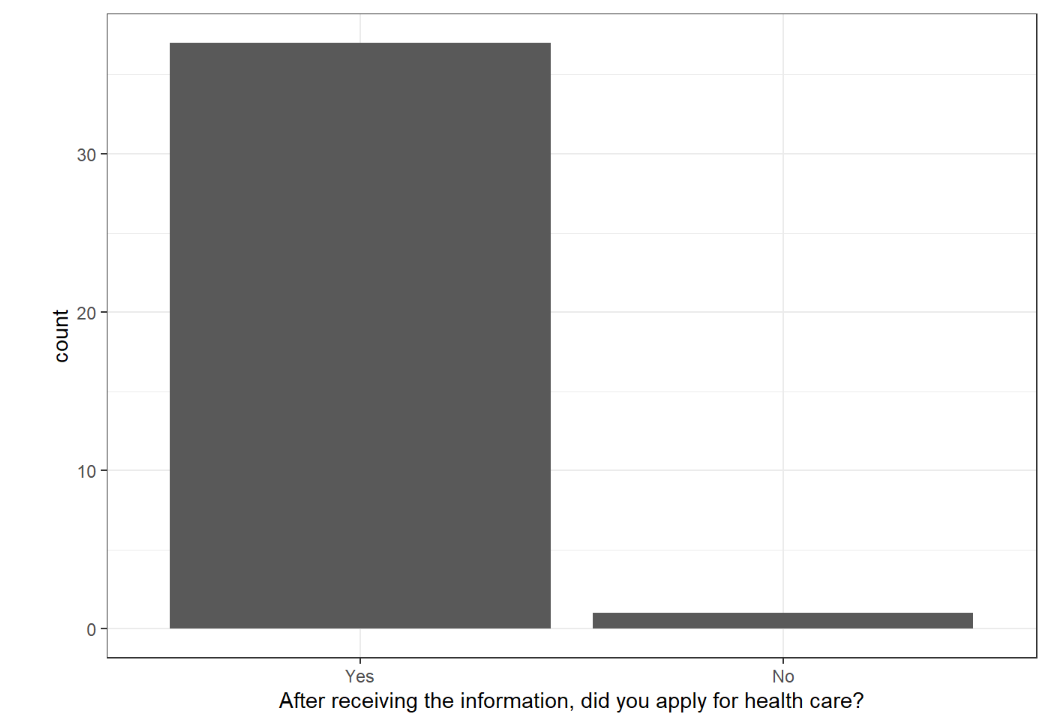 count
30
20
10
0
Yes No
After receiving the information, did you apply for health care?